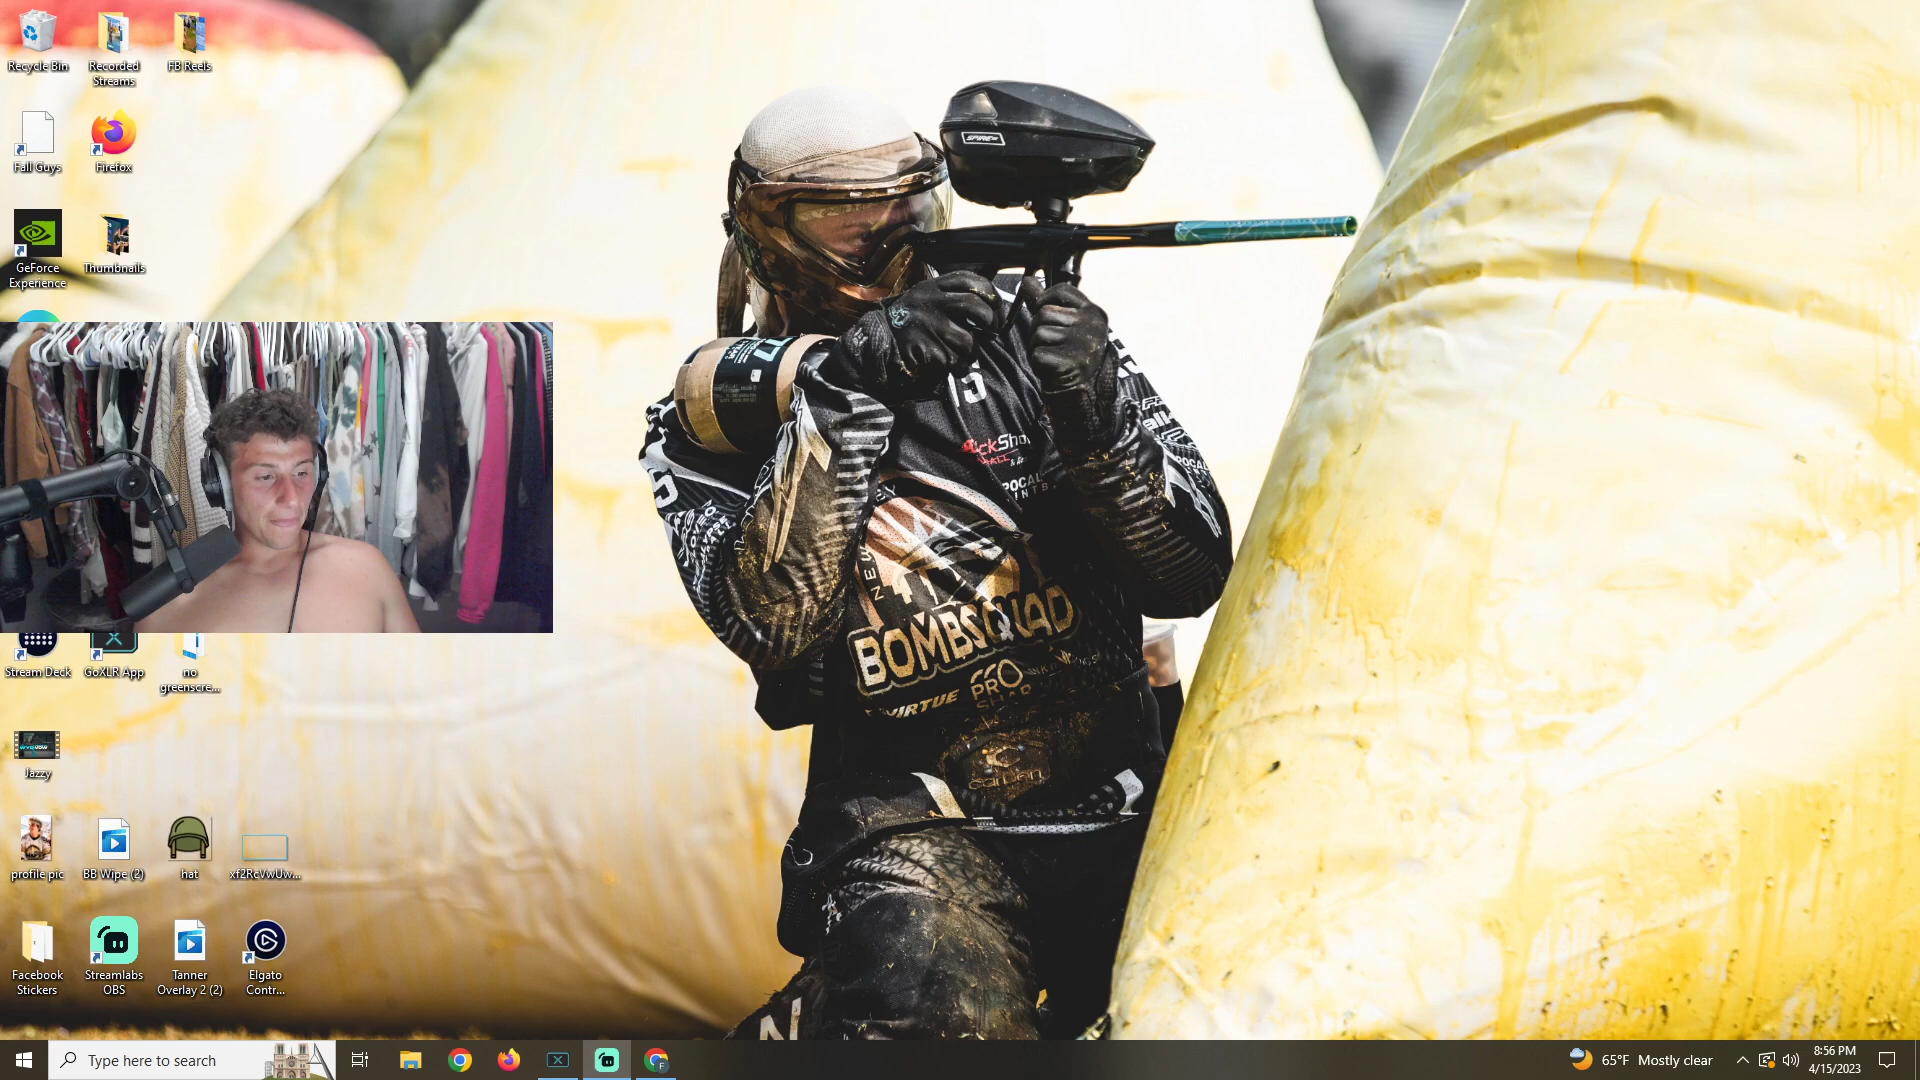 Recycle Bin
Recorded Streams
FB Reels
Fall Guys
Firefox
GeForce Experience
Thumbnails
SPIRE
BOMBSQUAD
VIRTUE
PRO
SHAR
Stream Deck
GoXLR App
no greenscre...
Jazzy
profile pic
BB Wipe (2)
hat
xf2RcVwUw...
Facebook Stickers
Streamlabs OBS
Tanner Overlay 2 (2)
Elgato Contr...
Type here to search
65°F Mostly clear
8:56 PM
4/15/2023